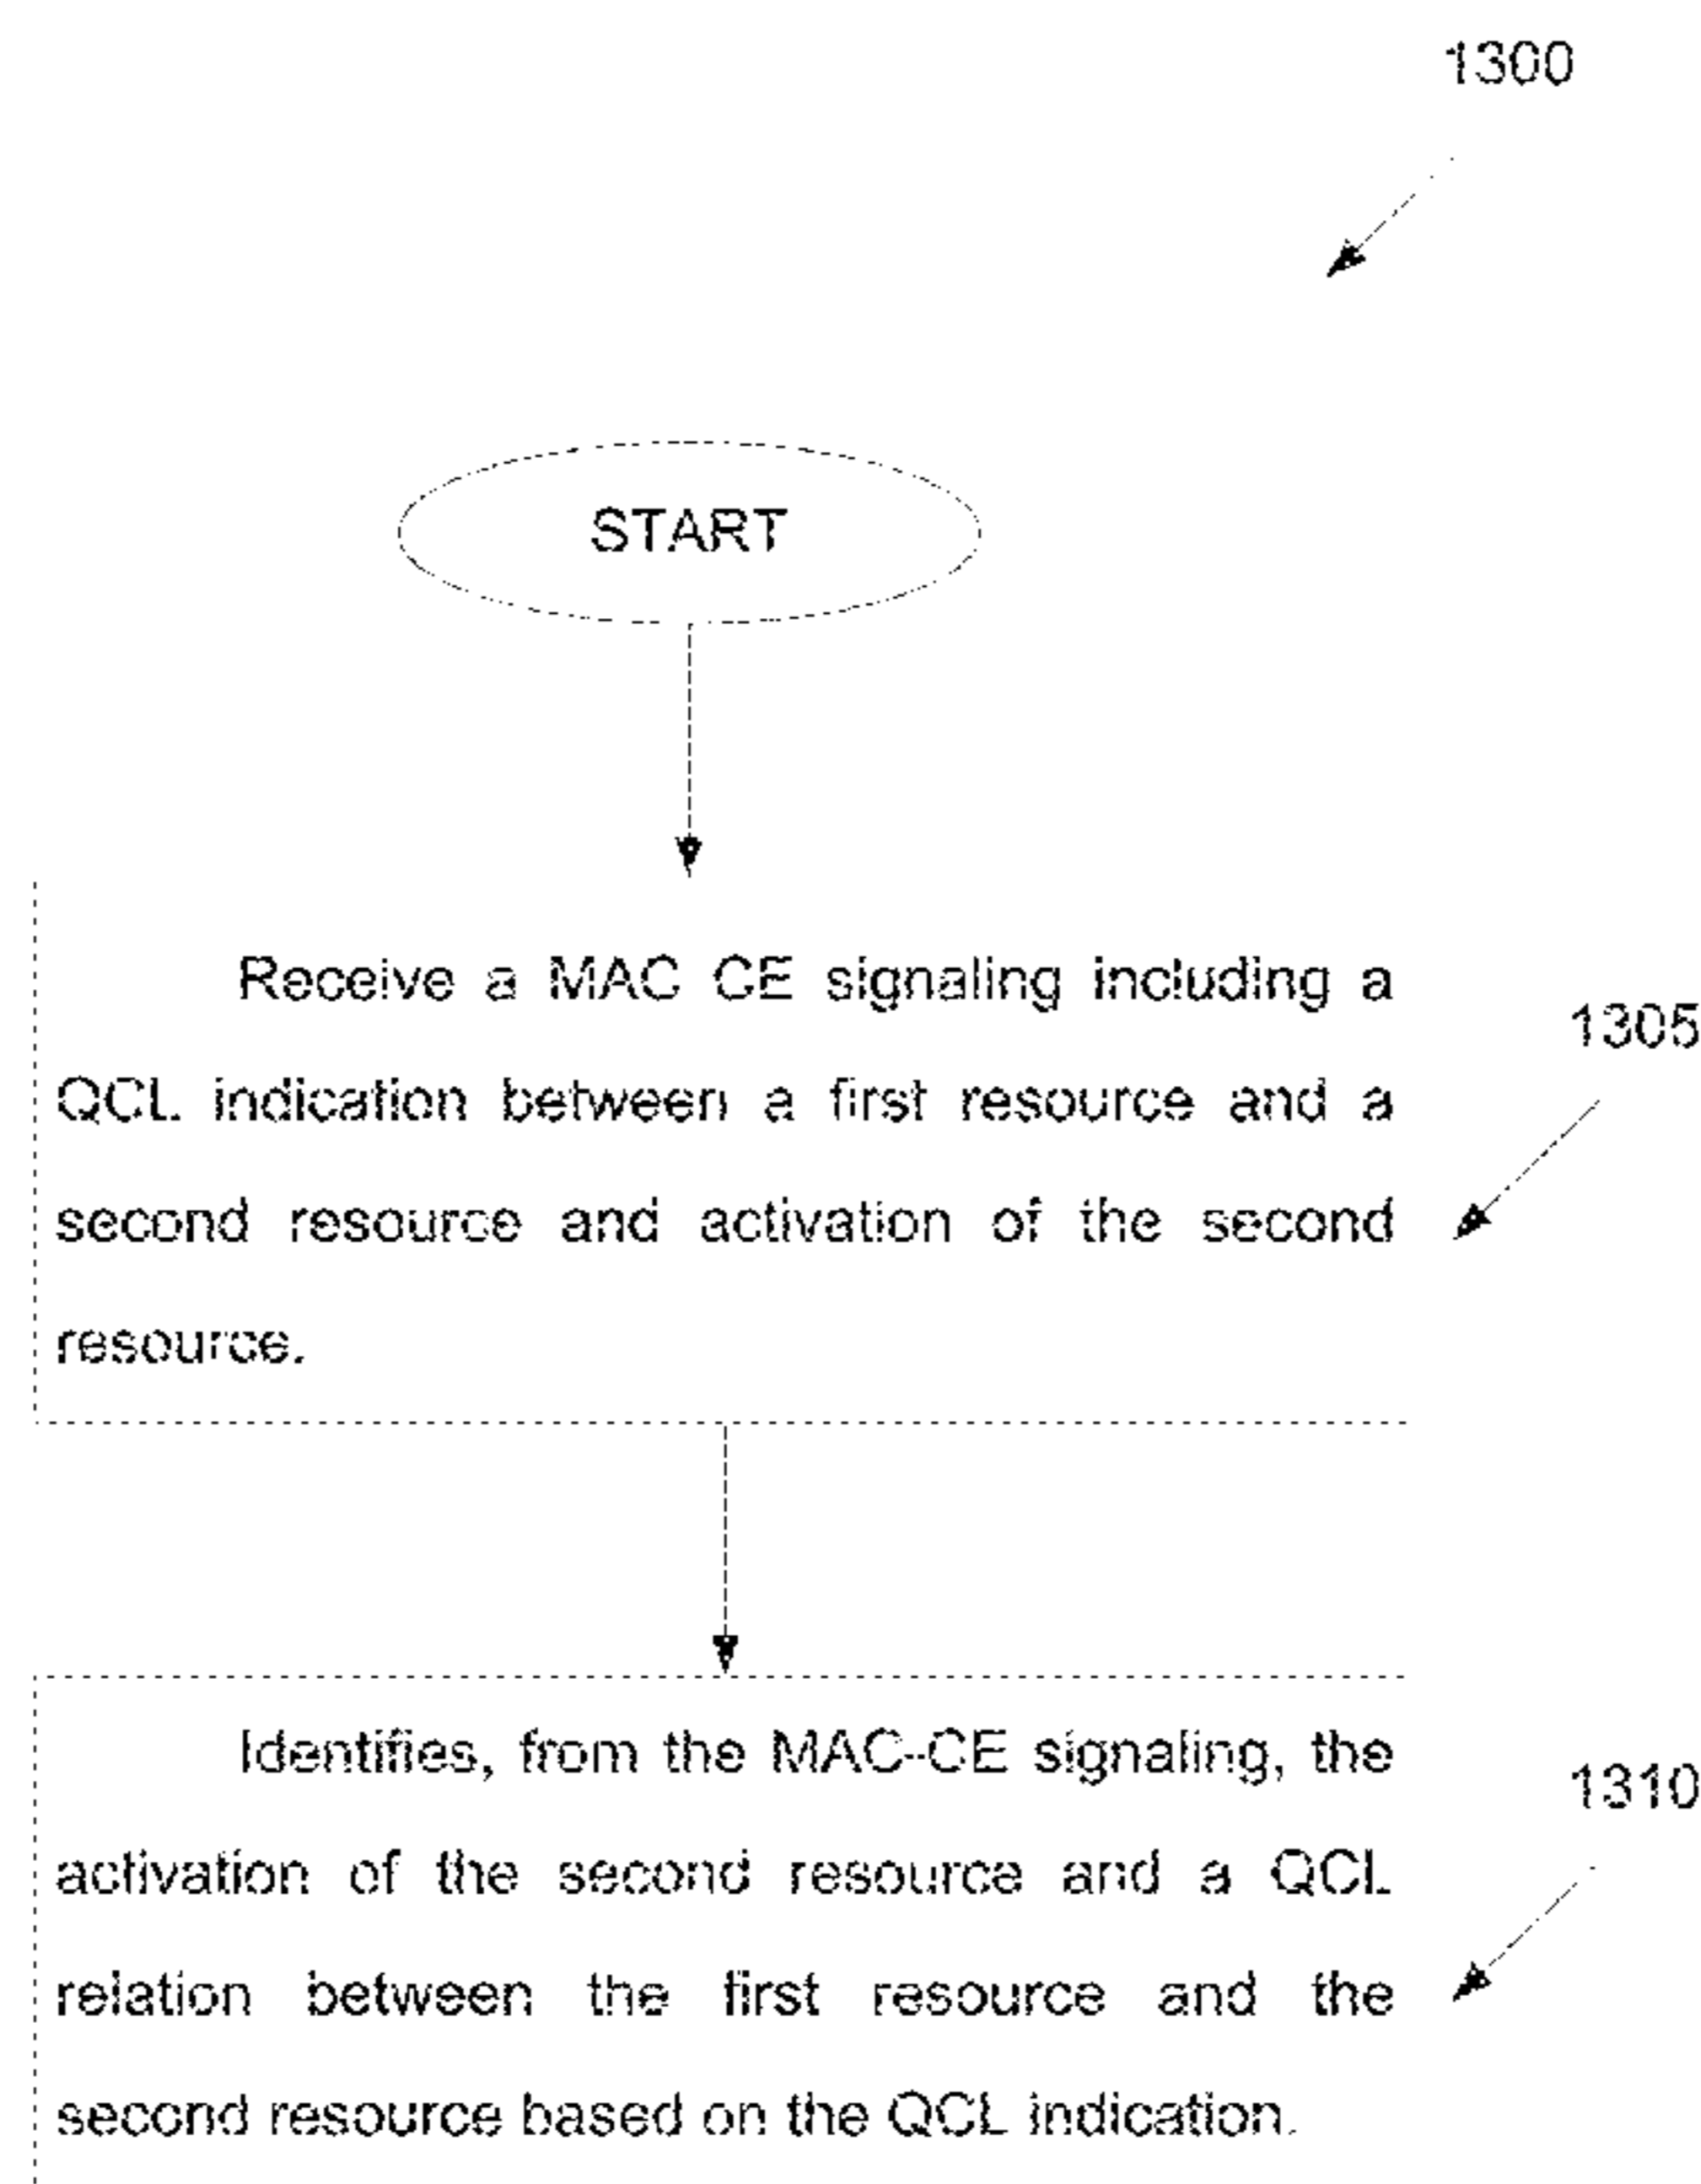 1300
START
Receive a MAC CE signaling including a
QCL indication between a first resource and a
second resource and activation of the second
resource.
1305
Identifies, from the MAC-CE signaling, the
activation of the second resource and a QCL
relation between the first resource and the
second resource based on the QCL indication.
1310